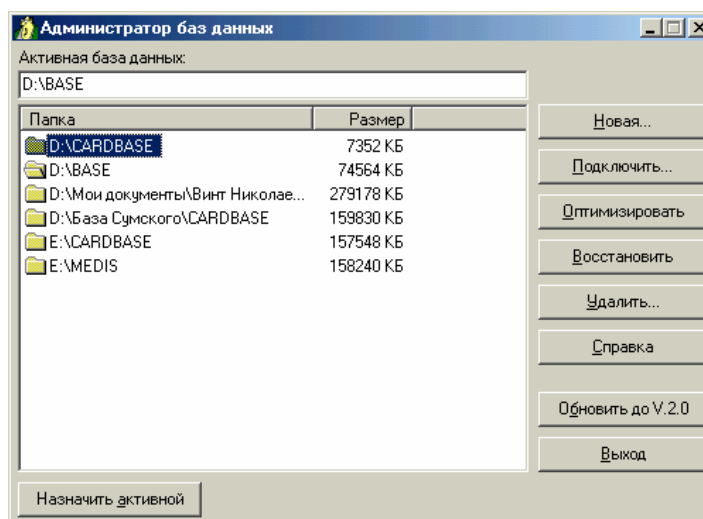 Администратор баз данных
Активная база данных:
D:\BASE
Папка Размер
D:\CARDBASE 7352 КБ
D:\BASE 74564 КБ
D:\Мои документы\Винт Николае... 279178 КБ
D:\База Сумского\CARDBASE 159830 КБ
E:\CARDBASE 157548 КБ
E:\MEDIS 158240 КБ
Новая...
Подключить...
Оптимизировать
Восстановить
Удалить...
Справка
Обновить до V.2.0
Выход
Назначить активной